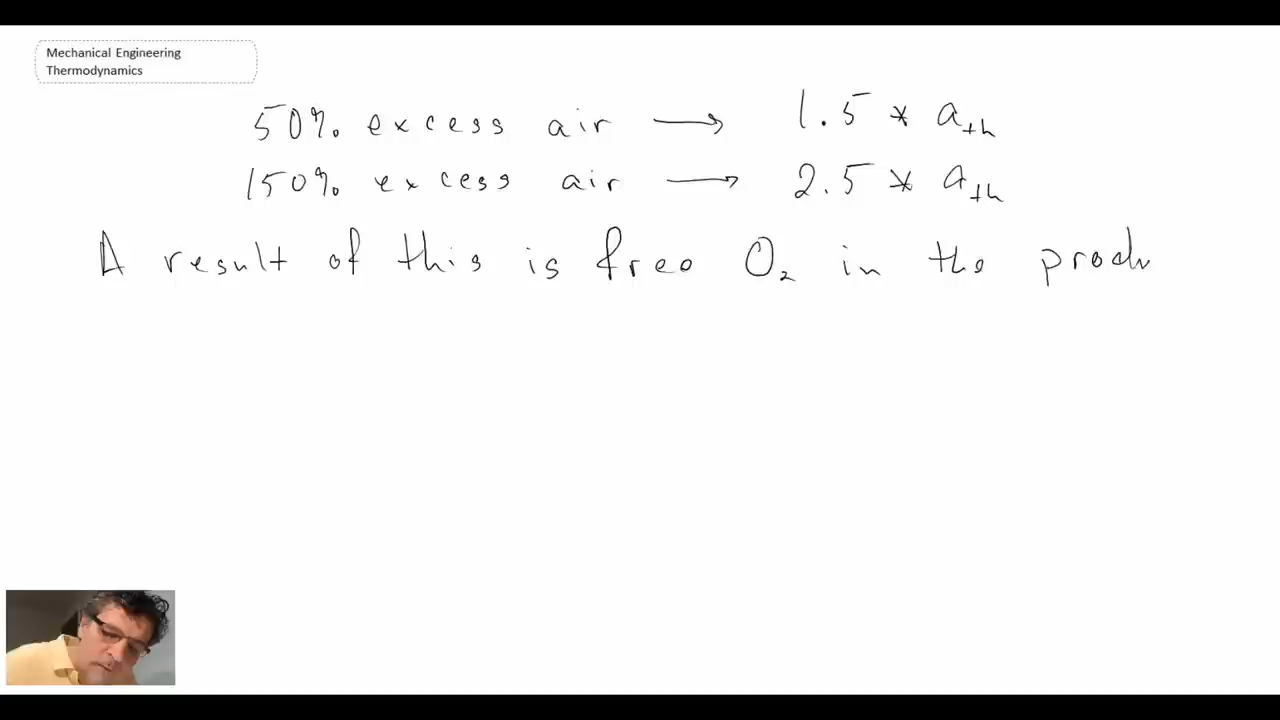 Mechanical Engineering
Thermodynamics
50% excess air → 1.5 * a_th
150% excess air → 2.5 * a_th
A result of this is free O₂ in the produ